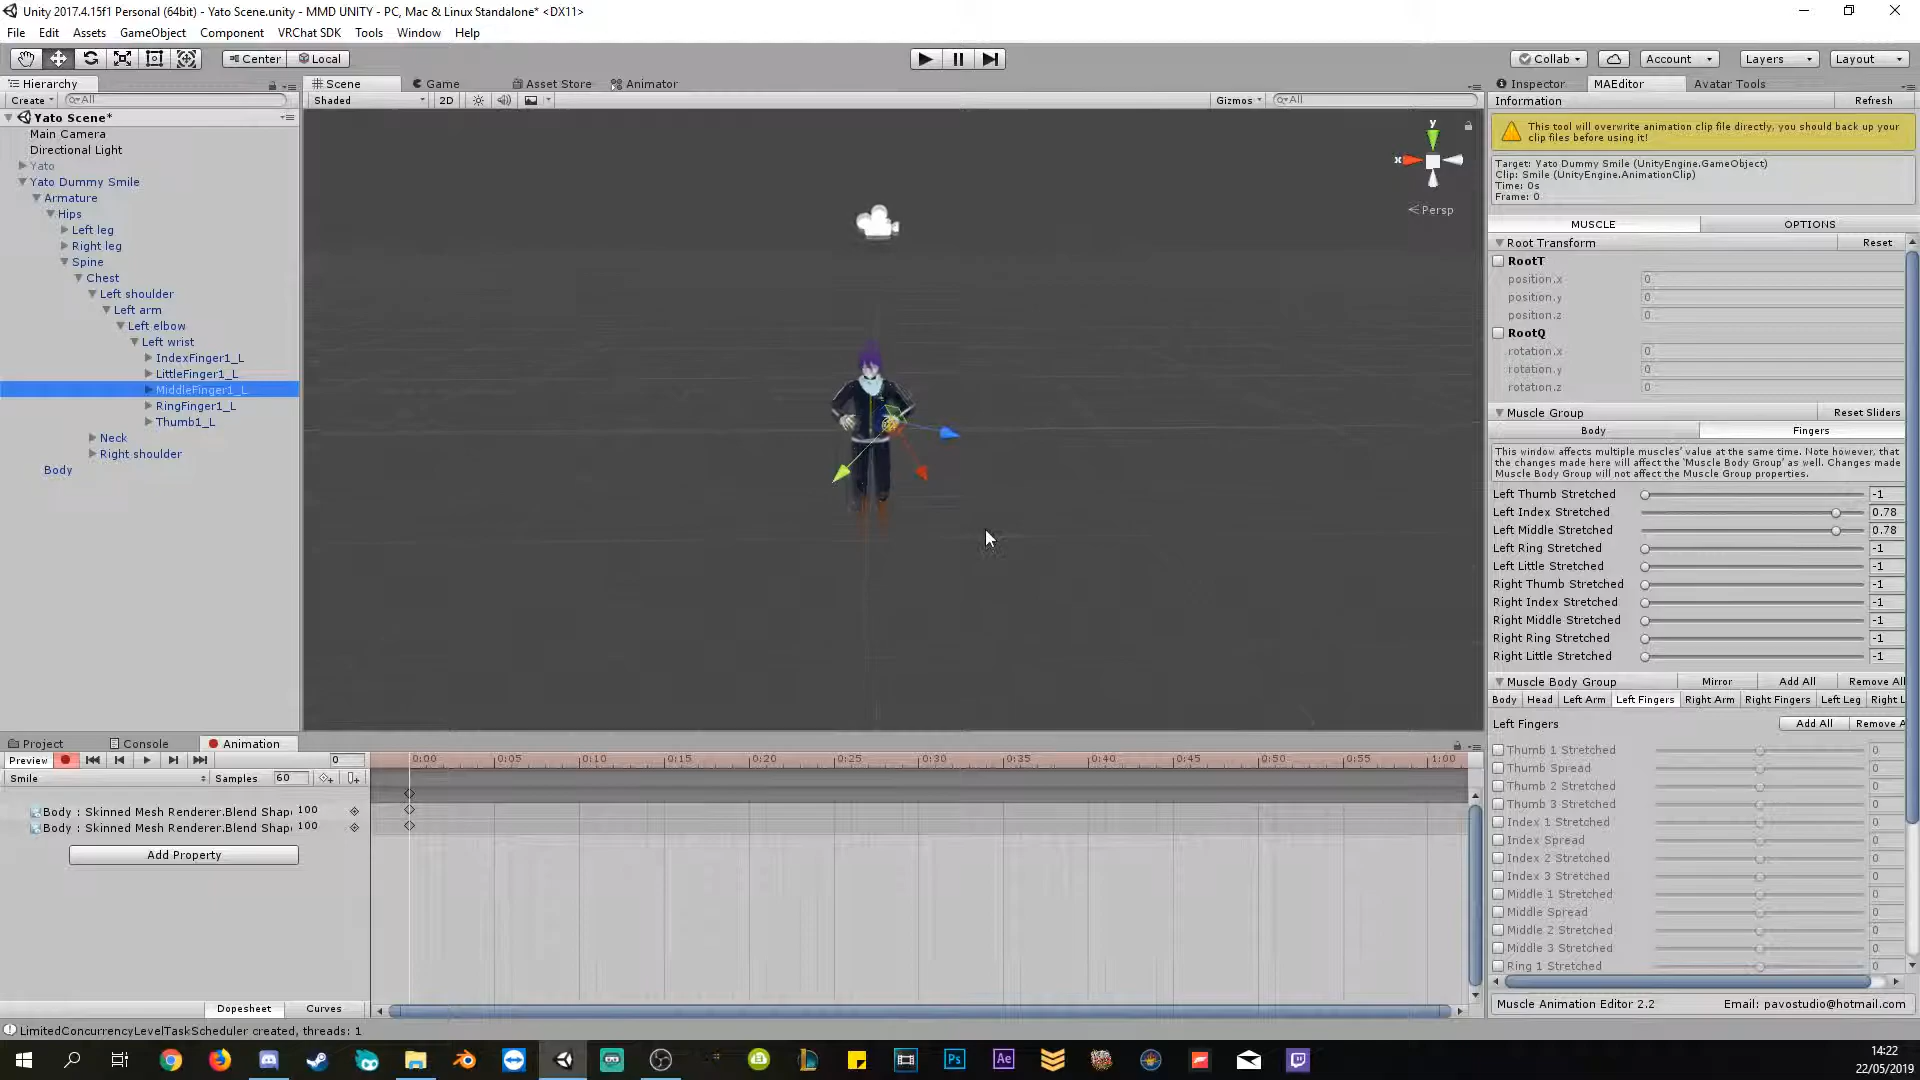 Unity 2017.4.15f1 Personal (64bit) - Yato Scene.unity - MMD UNITY - PC, Mac & Linux Standalone* <DX11>
File Edit Assets GameObject Component VRChat SDK Tools Window Help
Center Local Collab Account Layers Layout
Hierarchy Scene Game Asset Store Animator Inspector MAEditor Avatar Tools
Create All Shaded 2D Gizmos All Information Refresh
Yato Scene*
Main Camera
Directional Light
Yato
Yato Dummy Smile
Armature
Hips
Left leg
Right leg
Spine
Chest
Left shoulder
Left arm
Left elbow
Left wrist
IndexFinger1_L
LittleFinger1_L
MiddleFinger1_L
RingFinger1_L
Thumb1_L
Neck
Right shoulder
Body
y
x
Persp
This tool will overwrite animation clip file directly, you should back up your
clip files before using it!
Target: Yato Dummy Smile (UnityEngine.GameObject)
Clip: Smile (UnityEngine.AnimationClip)
Time: 0s
Frame: 0
MUSCLE OPTIONS
Root Transform Reset
RootT
position.x 0
position.y 0
position.z 0
RootQ
rotation.x 0
rotation.y 0
rotation.z 0
Muscle Group Reset Sliders
Body Fingers
This window affects multiple muscles' value at the same time. Note however, that
the changes made here will affect the 'Muscle Body Group' as well. Changes made
Muscle Body Group will not affect the Muscle Group properties.
Left Thumb Stretched -1
Left Index Stretched 0.78
Left Middle Stretched 0.78
Left Ring Stretched -1
Left Little Stretched -1
Right Thumb Stretched -1
Right Index Stretched -1
Right Middle Stretched -1
Right Ring Stretched -1
Right Little Stretched -1
Muscle Body Group Mirror Add All Remove All
Body Head Left Arm Left Fingers Right Arm Right Fingers Left Leg Right L
Left Fingers Add All Remove A
Thumb 1 Stretched 0
Thumb Spread 0
Thumb 2 Stretched 0
Thumb 3 Stretched 0
Index 1 Stretched 0
Index Spread 0
Index 2 Stretched 0
Index 3 Stretched 0
Middle 1 Stretched 0
Middle Spread 0
Middle 2 Stretched 0
Middle 3 Stretched 0
Ring 1 Stretched 0
Muscle Animation Editor 2.2 Email: pavostudio@hotmail.com
Project Console Animation
Preview 0 0:00 0:05 0:10 0:15 0:20 0:25 0:30 0:35 0:40 0:45 0:50 0:55 1:00
Smile Samples 60
Body : Skinned Mesh Renderer.Blend Shap 100
Body : Skinned Mesh Renderer.Blend Shap 100
Add Property
Dopesheet Curves
LimitedConcurrencyLevelTaskScheduler created, threads: 1
Ps Ae
14:22
22/05/2019